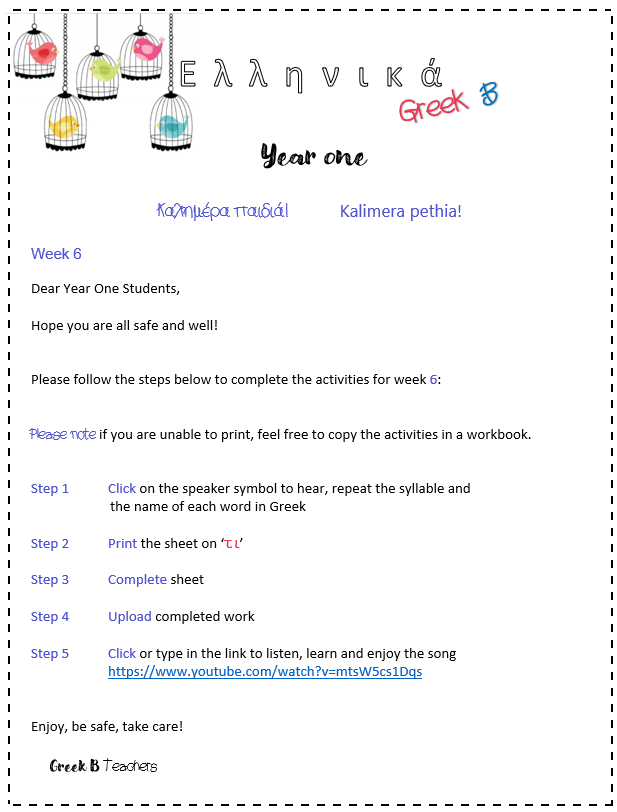 Ελληνικά
Greek B
Year one
Καλημέρα παιδιά! Kalimera pethia!
Week 6
Dear Year One Students,
Hope you are all safe and well!
Please follow the steps below to complete the activities for week 6:
Please note if you are unable to print, feel free to copy the activities in a workbook.
Step 1 Click on the speaker symbol to hear, repeat the syllable and
the name of each word in Greek
Step 2 Print the sheet on ‘τι’
Step 3 Complete sheet
Step 4 Upload completed work
Step 5 Click or type in the link to listen, learn and enjoy the song
https://www.youtube.com/watch?v=mtsW5cs1Dqs
Enjoy, be safe, take care!
Greek B Teachers